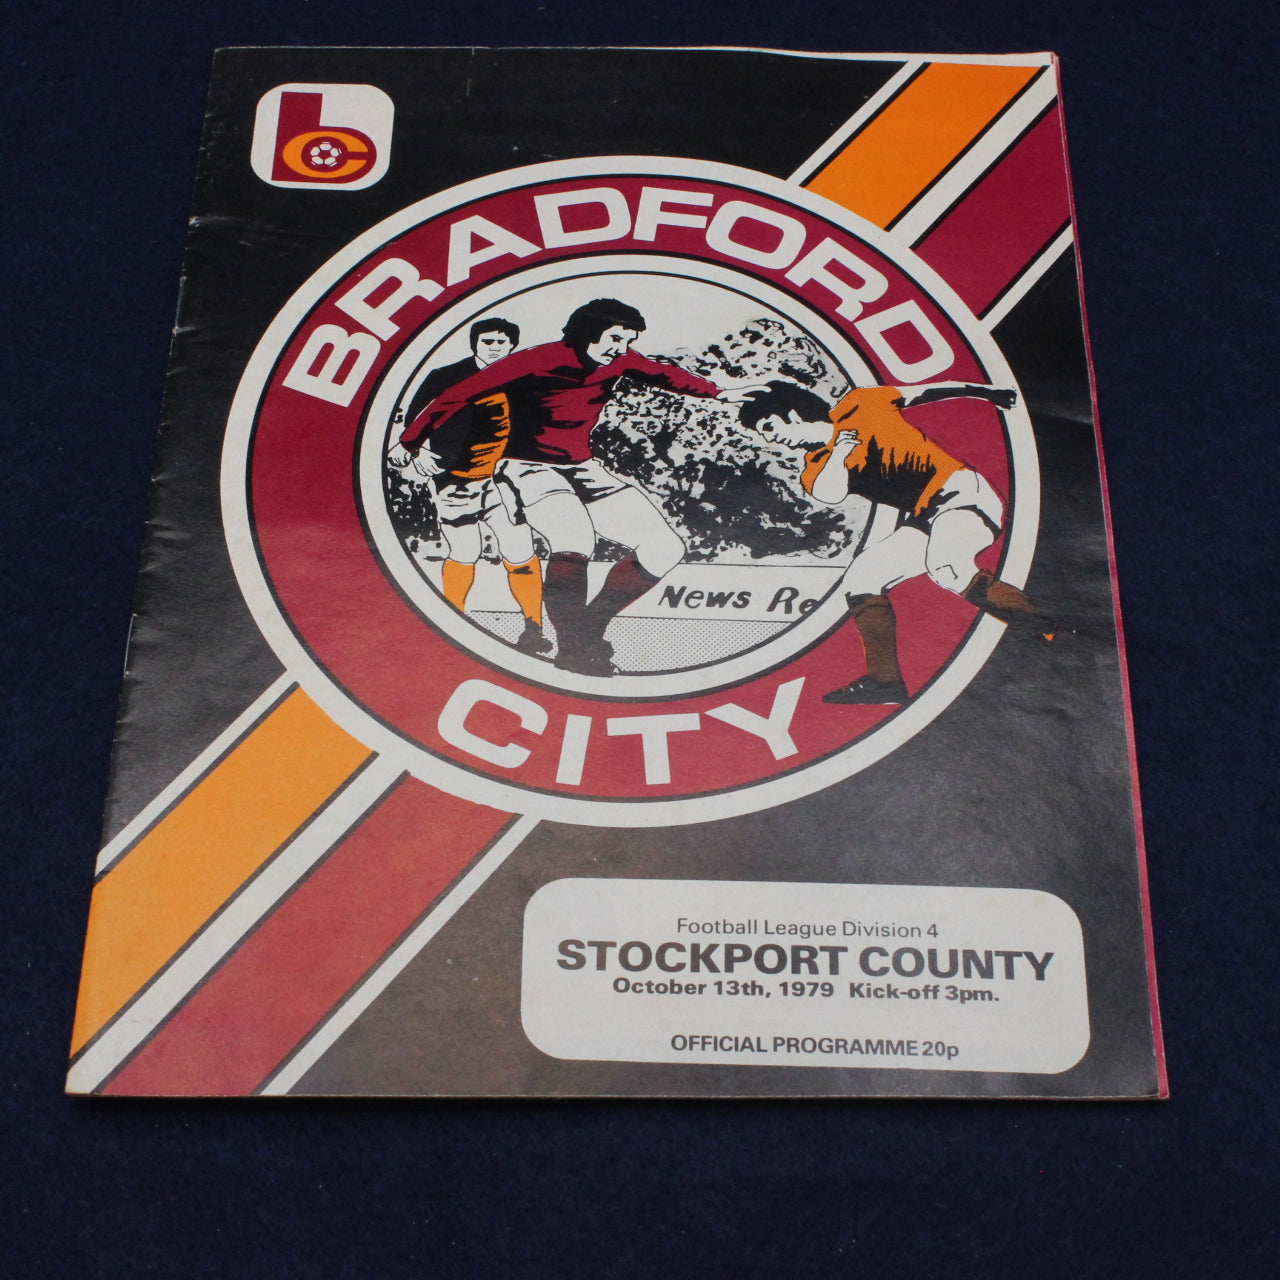 bc
BRADFORD
News Re
CITY
Football League Division 4
STOCKPORT COUNTY
October 13th, 1979 Kick-off 3pm.
OFFICIAL PROGRAMME 20p